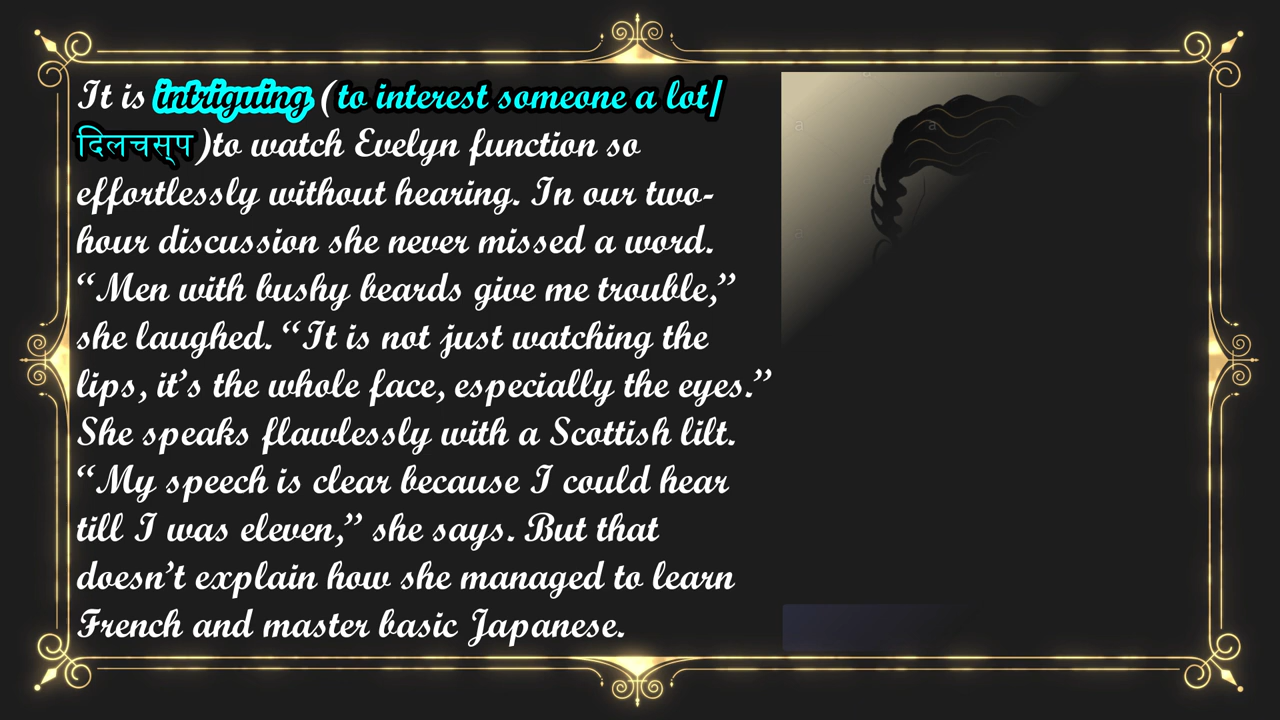 It is intriguing (to interest someone a lot/
दिलचस्प )to watch Evelyn function so
effortlessly without hearing. In our two-
hour discussion she never missed a word.
“Men with bushy beards give me trouble,”
she laughed. “It is not just watching the
lips, it’s the whole face, especially the eyes.”
She speaks flawlessly with a Scottish lilt.
“My speech is clear because I could hear
till I was eleven,” she says. But that
doesn’t explain how she managed to learn
French and master basic Japanese.